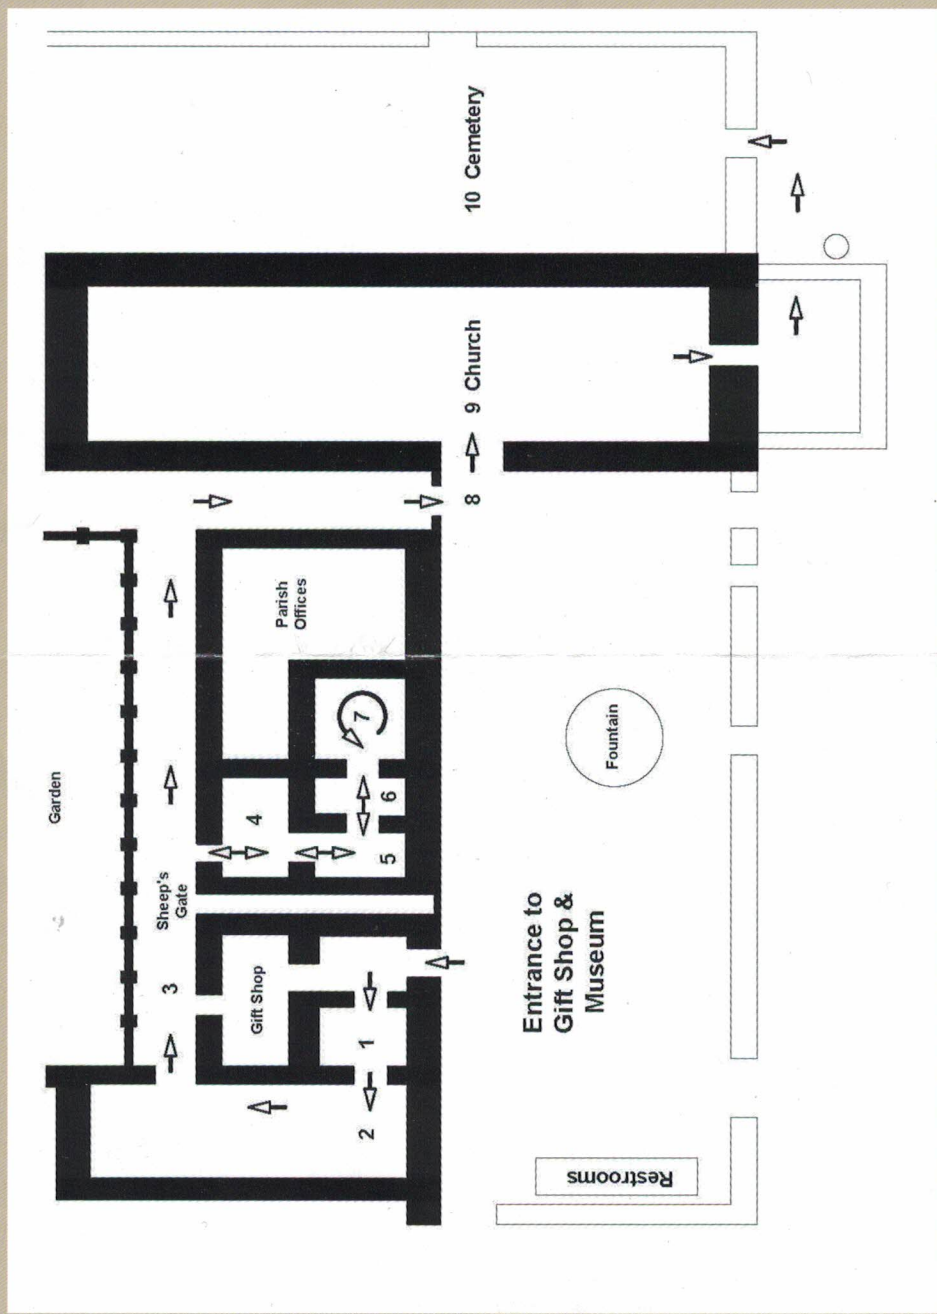 10 Cemetery
9 Church
8
Parish
Offices
Garden
7
6
4
5
Sheep's
Gate
3
Gift Shop
1
2
Fountain
Entrance to
Gift Shop &
Museum
Restrooms